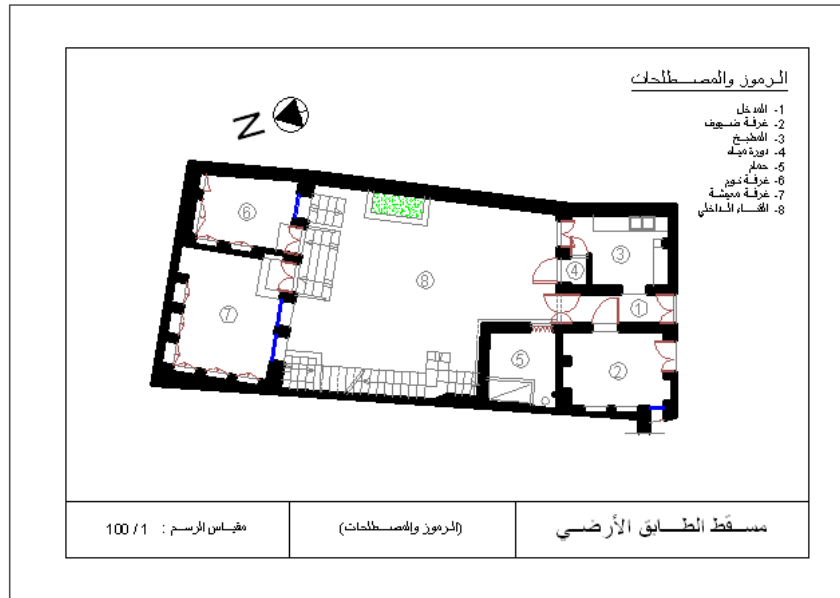 الرموز والمصطلحات
1- المدخل
2- غرفة ضيوف
3- المطبخ
4- دورة مياه
5- حمام
6- غرفة نوم
7- غرفة معيشة
8- الفناء الداخلي
N
6
3
4
8
7
1
5
2
مسقط الطابق الأرضي
(الرموز والمصطلحات)
مقياس الرسم : 1 / 100